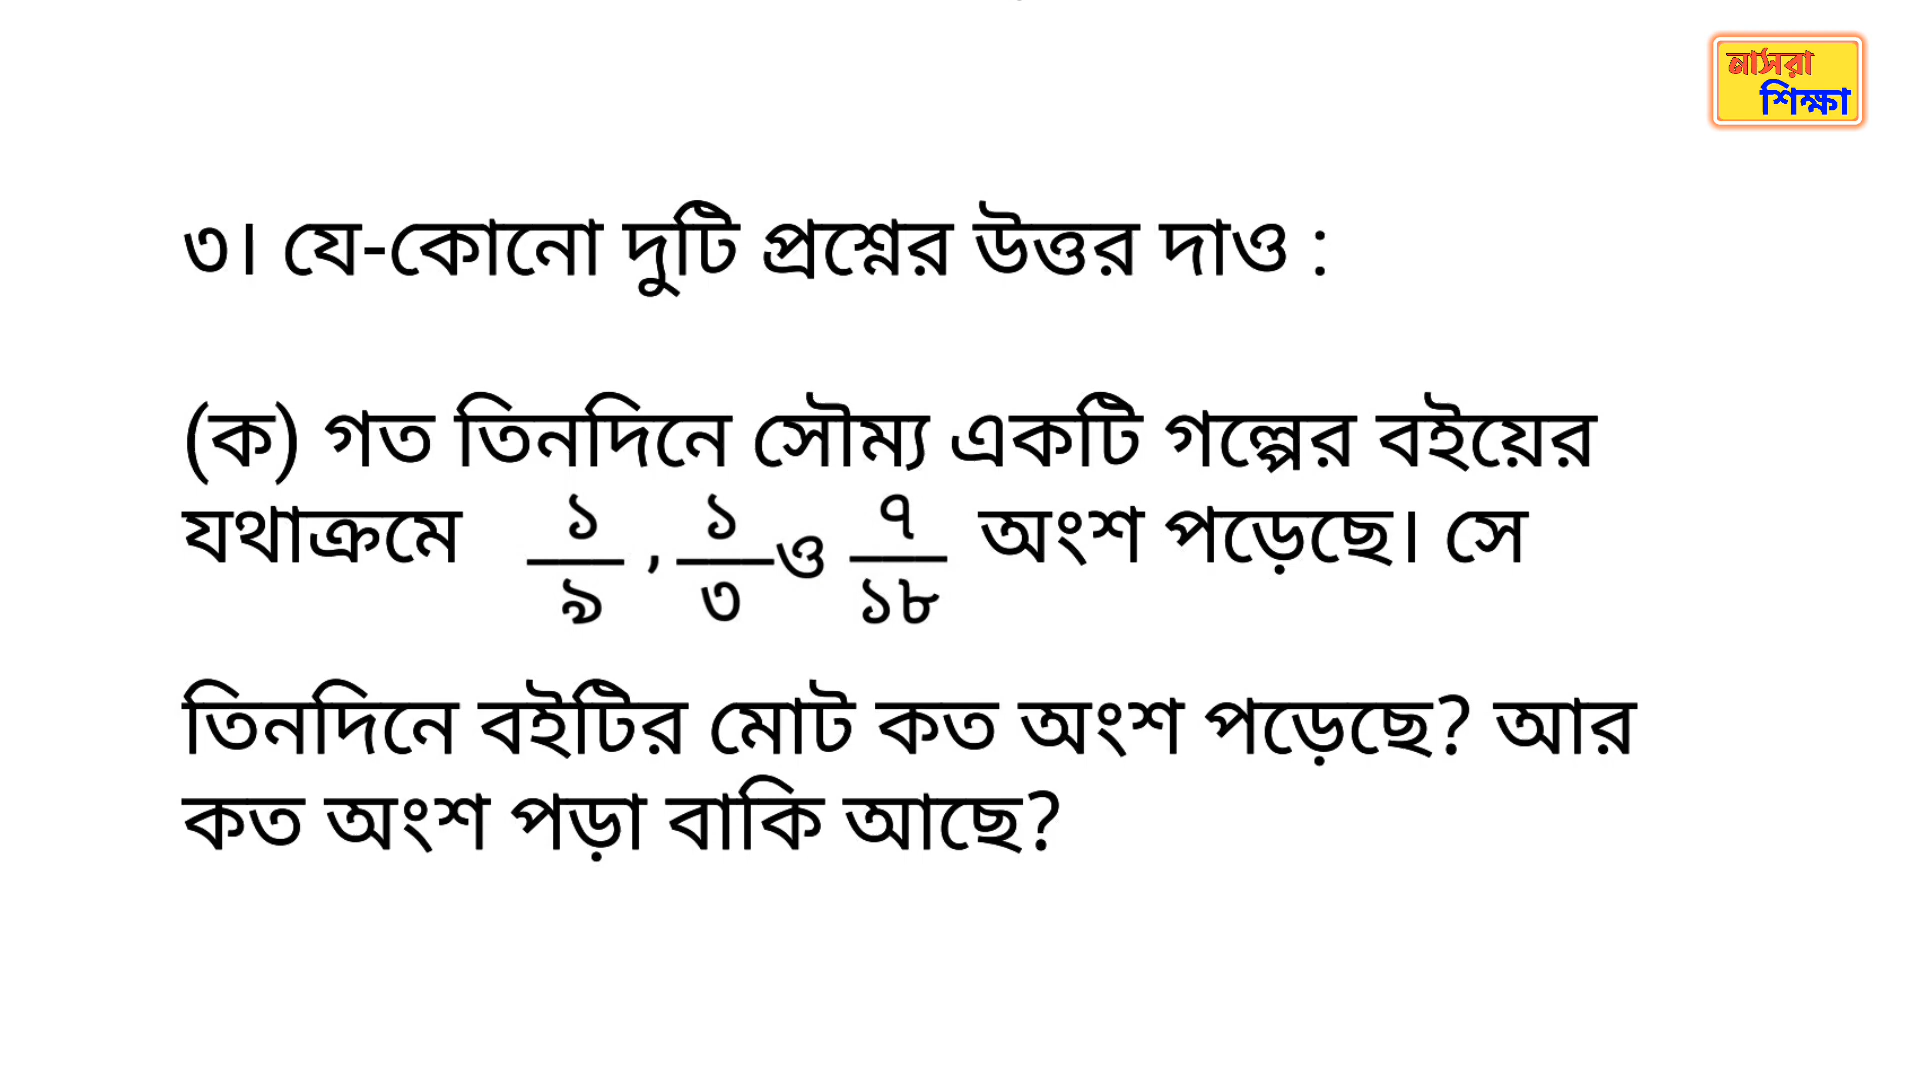 নাসরা
শিক্ষা
৩। যে-কোনো দুটি প্রশ্নের উত্তর দাও :
(ক) গত তিনদিনে সৌম্য একটি গল্পের বইয়ের
যথাক্রমে ১/৯ , ১/৩ ও ৭/১৮ অংশ পড়েছে। সে
তিনদিনে বইটির মোট কত অংশ পড়েছে? আর
কত অংশ পড়া বাকি আছে?